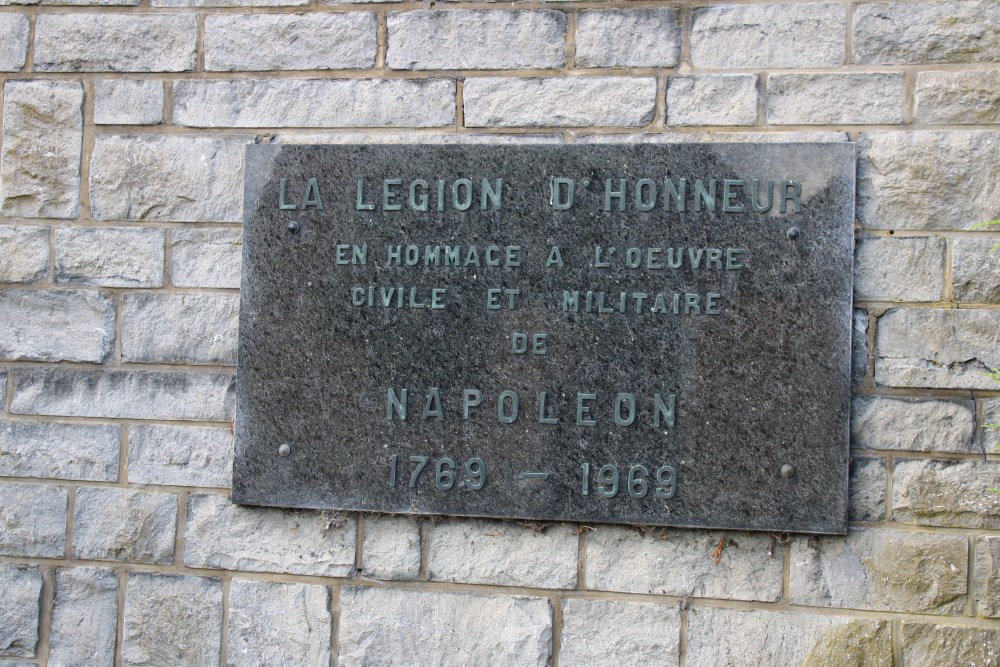 LA LEGION D'HONNEUR
EN HOMMAGE A L'OEUVRE
CIVILE ET MILITAIRE
DE
NAPOLEON
1769 – 1969